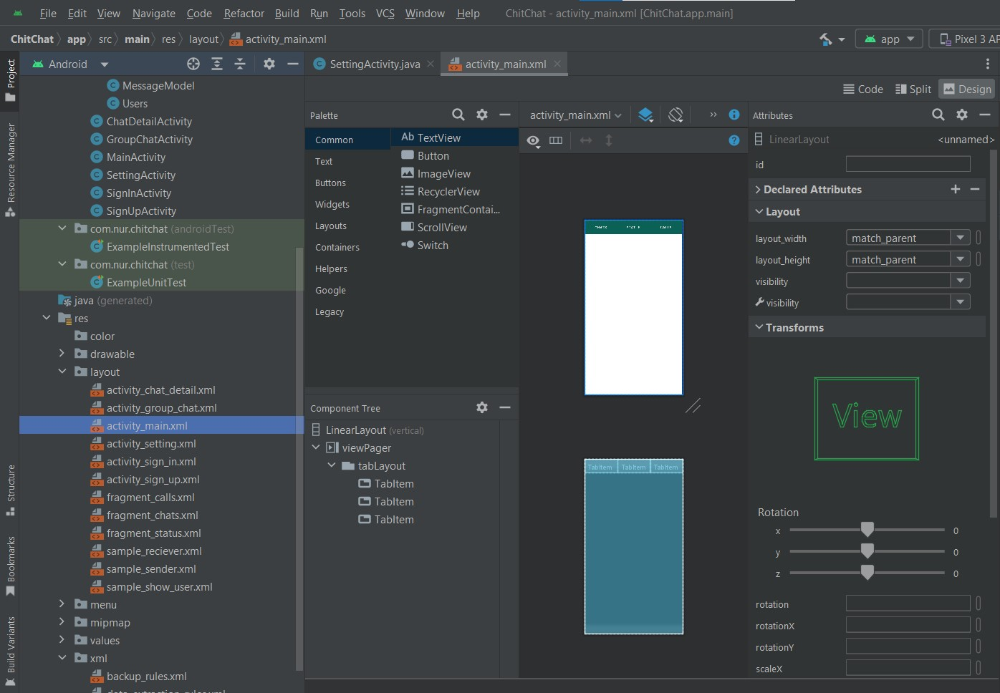 File Edit View Navigate Code Refactor Build Run Tools VCS Window Help ChitChat - activity_main.xml [ChitChat.app.main]
ChitChat app src main res layout activity_main.xml app Pixel 3 AP
Project
Resource Manager
Structure
Bookmarks
Build Variants
Android
MessageModel
Users
ChatDetailActivity
GroupChatActivity
MainActivity
SettingActivity
SignInActivity
SignUpActivity
com.nur.chitchat (androidTest)
ExampleInstrumentedTest
com.nur.chitchat (test)
ExampleUnitTest
java (generated)
res
color
drawable
layout
activity_chat_detail.xml
activity_group_chat.xml
activity_main.xml
activity_setting.xml
activity_sign_in.xml
activity_sign_up.xml
fragment_calls.xml
fragment_chats.xml
fragment_status.xml
sample_reciever.xml
sample_sender.xml
sample_show_user.xml
menu
mipmap
values
xml
backup_rules.xml
SettingActivity.java activity_main.xml
Code Split Design
Palette
Common
Text
Buttons
Widgets
Layouts
Containers
Helpers
Google
Legacy
Ab TextView
Button
ImageView
RecyclerView
FragmentContai...
ScrollView
Switch
Component Tree
LinearLayout (vertical)
viewPager
tabLayout
TabItem
TabItem
TabItem
activity_main.xml
CHATS CALLS
TabItem TabItem TabItem
Attributes
LinearLayout <unnamed>
id
Declared Attributes
Layout
layout_width match_parent
layout_height match_parent
visibility
visibility
Transforms
View
Rotation
x 0
y 0
z 0
rotation
rotationX
rotationY
scaleX